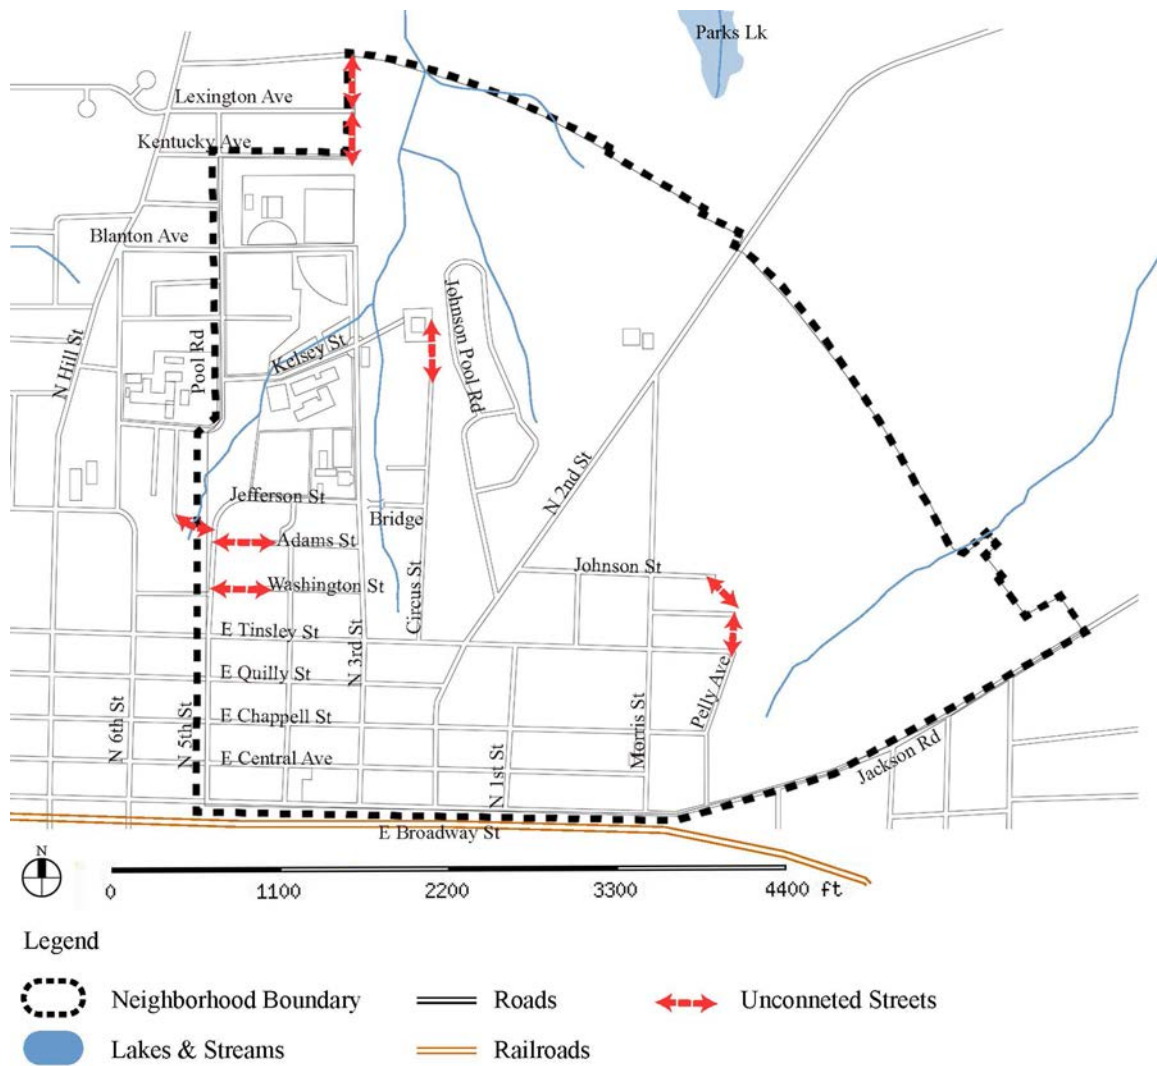 Parks Lk
Lexington Ave
Kentucky Ave
Blanton Ave
N Hill St
Pool Rd
Kelsey St
Johnson Pool Rd
N 2nd St
Jefferson St
Bridge
Adams St
Johnson St
Washington St
Circus St
E Tinsley St
N 3rd St
E Quilly St
Pelly Ave
E Chappell St
N 6th St
N 5th St
Morris St
E Central Ave
N 1st St
Jackson Rd
E Broadway St
N
0 1100 2200 3300 4400 ft
Legend
Neighborhood Boundary
Roads
Unconneted Streets
Lakes & Streams
Railroads